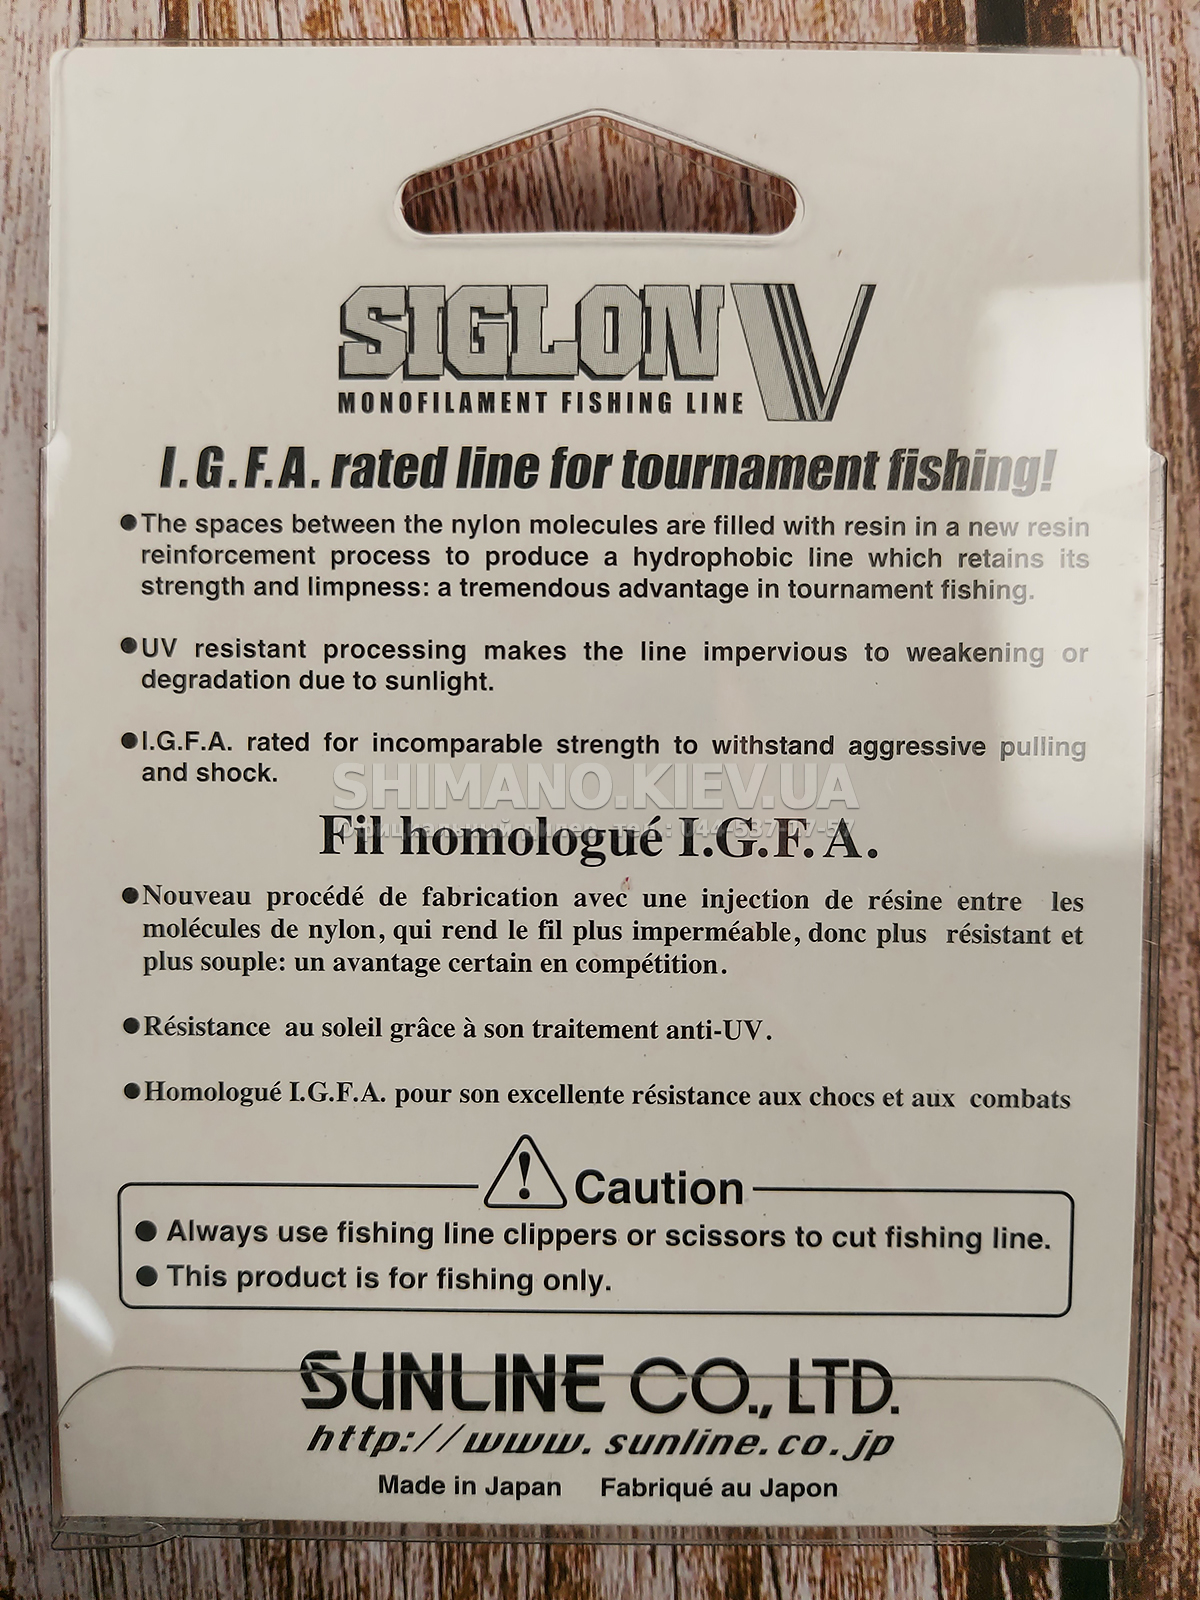 SIGLON V
MONOFILAMENT FISHING LINE
I.G.F.A. rated line for tournament fishing!
●The spaces between the nylon molecules are filled with resin in a new resin
reinforcement process to produce a hydrophobic line which retains its
strength and limpness: a tremendous advantage in tournament fishing.
●UV resistant processing makes the line impervious to weakening or
degradation due to sunlight.
●I.G.F.A. rated for incomparable strength to withstand aggressive pulling
and shock.
SHIMANO.KIEV.UA
Официальный дилер, тел.: 044-537-17-57
Fil homologué I.G.F.A.
●Nouveau procédé de fabrication avec une injection de résine entre les
molécules de nylon, qui rend le fil plus imperméable, donc plus résistant et
plus souple: un avantage certain en compétition.
●Résistance au soleil grâce à son traitement anti-UV.
●Homologué I.G.F.A. pour son excellente résistance aux chocs et aux combats
Caution
● Always use fishing line clippers or scissors to cut fishing line.
● This product is for fishing only.
SUNLINE CO., LTD.
http://www.sunline.co.jp
Made in Japan Fabriqué au Japon